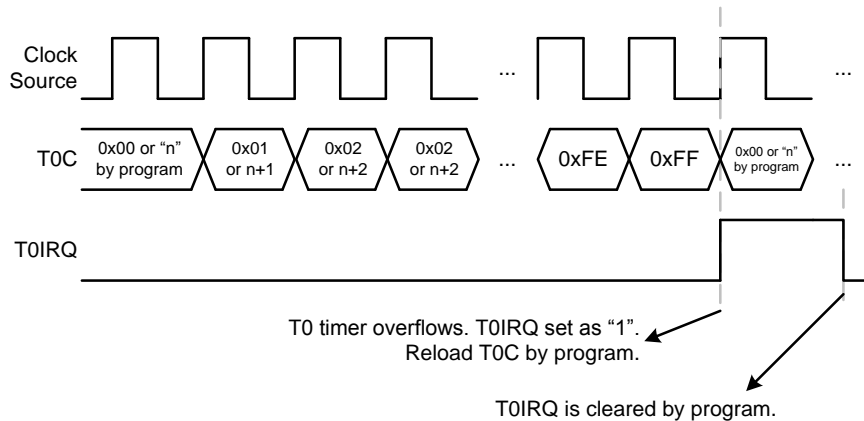 Clock
Source
...
...
T0C
0x00 or “n”
by program
0x01
or n+1
0x02
or n+2
0x02
or n+2
...
0xFE
0xFF
0x00 or “n”
by program
...
T0IRQ
T0 timer overflows. T0IRQ set as “1”.
Reload T0C by program.
T0IRQ is cleared by program.